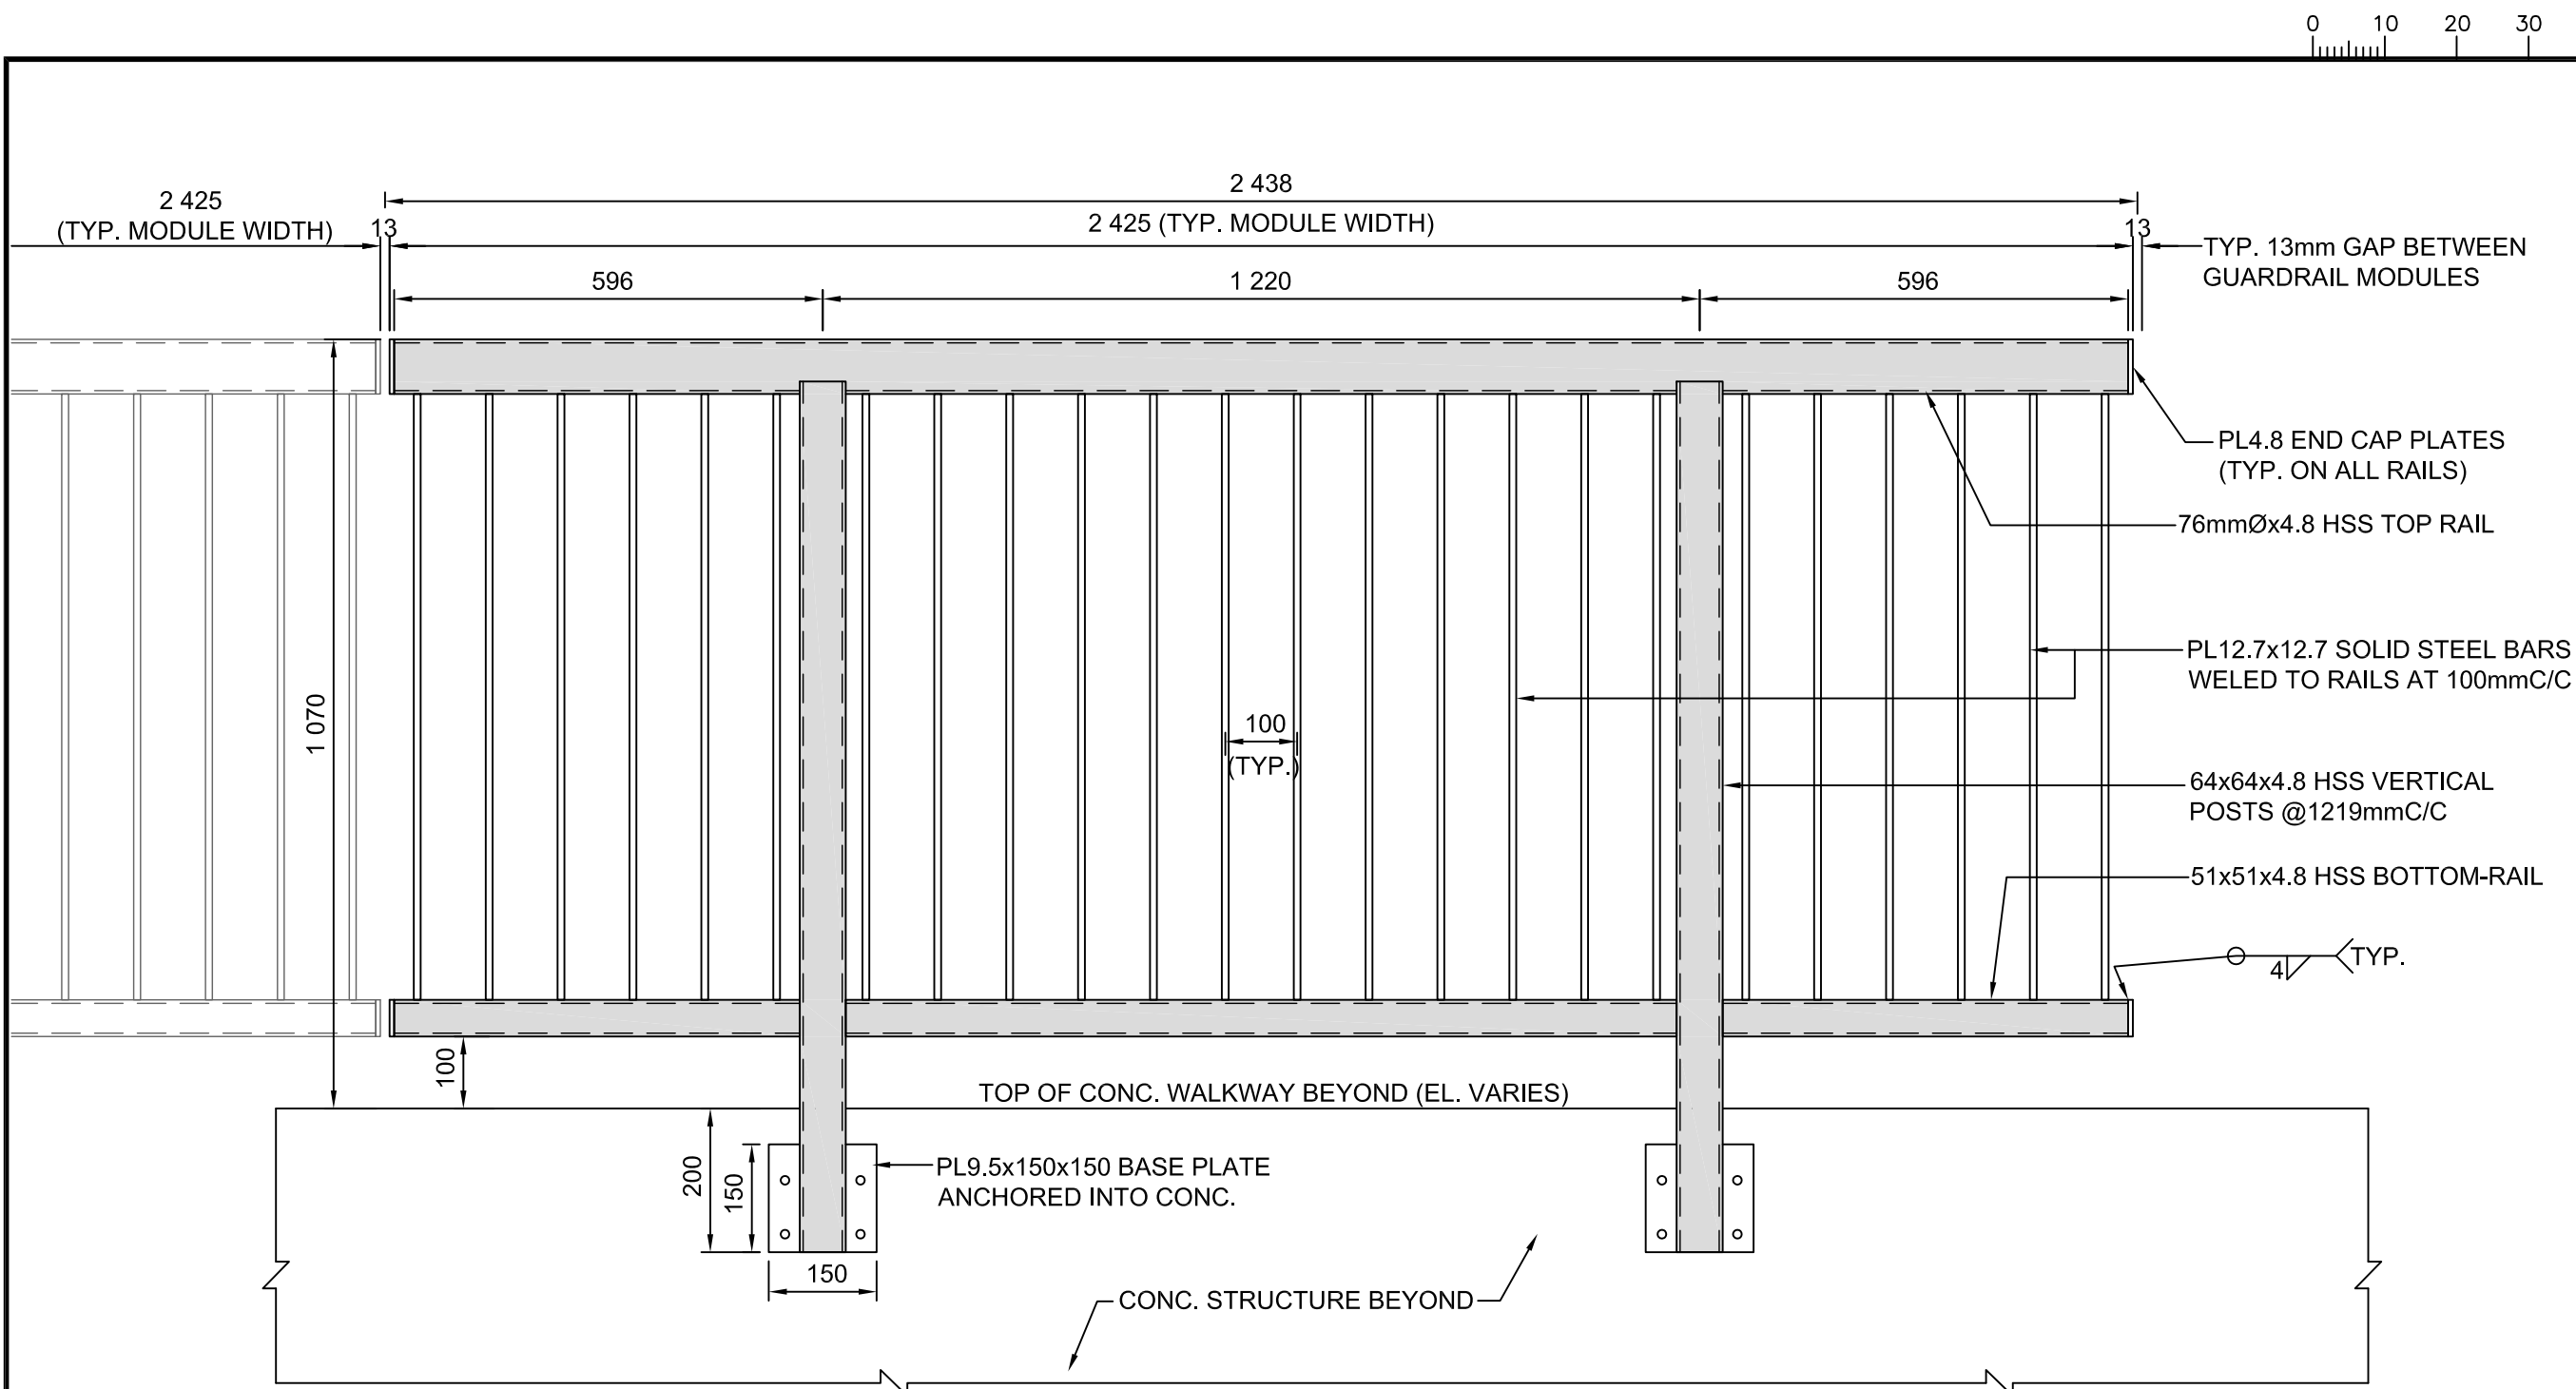 0 10 20 30
2 438
2 425
(TYP. MODULE WIDTH)
13
2 425 (TYP. MODULE WIDTH)
13
TYP. 13mm GAP BETWEEN
GUARDRAIL MODULES
596
1 220
596
PL4.8 END CAP PLATES
(TYP. ON ALL RAILS)
76mmØx4.8 HSS TOP RAIL
PL12.7x12.7 SOLID STEEL BARS
WELED TO RAILS AT 100mmC/C
1 070
100
(TYP.)
64x64x4.8 HSS VERTICAL
POSTS @1219mmC/C
51x51x4.8 HSS BOTTOM-RAIL
4
TYP.
100
TOP OF CONC. WALKWAY BEYOND (EL. VARIES)
200
150
PL9.5x150x150 BASE PLATE
ANCHORED INTO CONC.
150
CONC. STRUCTURE BEYOND